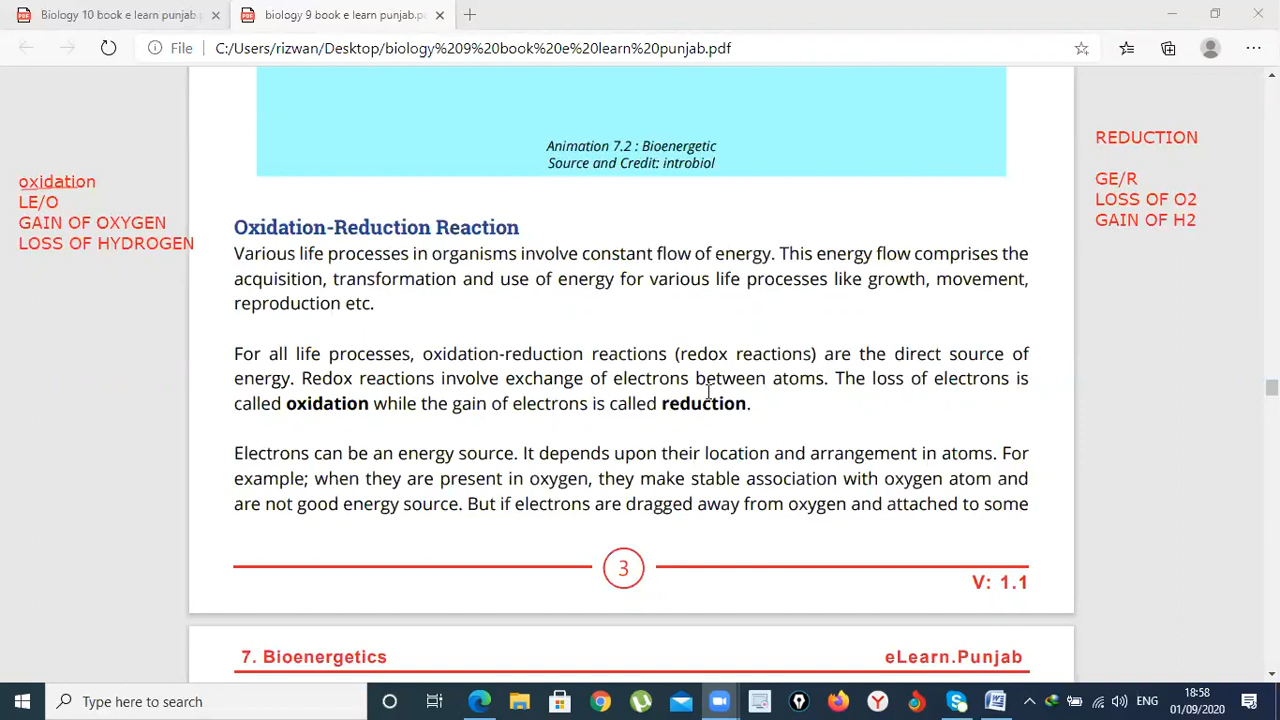 Biology 10 book e learn punjab.p
biology 9 book e learn punjab.p
File C:/Users/rizwan/Desktop/biology%209%20book%20e%20learn%20punjab.pdf
Animation 7.2 : Bioenergetic
Source and Credit: introbiol
oxidation
LE/O
GAIN OF OXYGEN
LOSS OF HYDROGEN
REDUCTION
GE/R
LOSS OF O2
GAIN OF H2
Oxidation-Reduction Reaction
Various life processes in organisms involve constant flow of energy. This energy flow comprises the
acquisition, transformation and use of energy for various life processes like growth, movement,
reproduction etc.
For all life processes, oxidation-reduction reactions (redox reactions) are the direct source of
energy. Redox reactions involve exchange of electrons between atoms. The loss of electrons is
called oxidation while the gain of electrons is called reduction.
Electrons can be an energy source. It depends upon their location and arrangement in atoms. For
example; when they are present in oxygen, they make stable association with oxygen atom and
are not good energy source. But if electrons are dragged away from oxygen and attached to some
3
V: 1.1
7. Bioenergetics eLearn.Punjab
Type here to search
ENG
18:58
01/09/2020